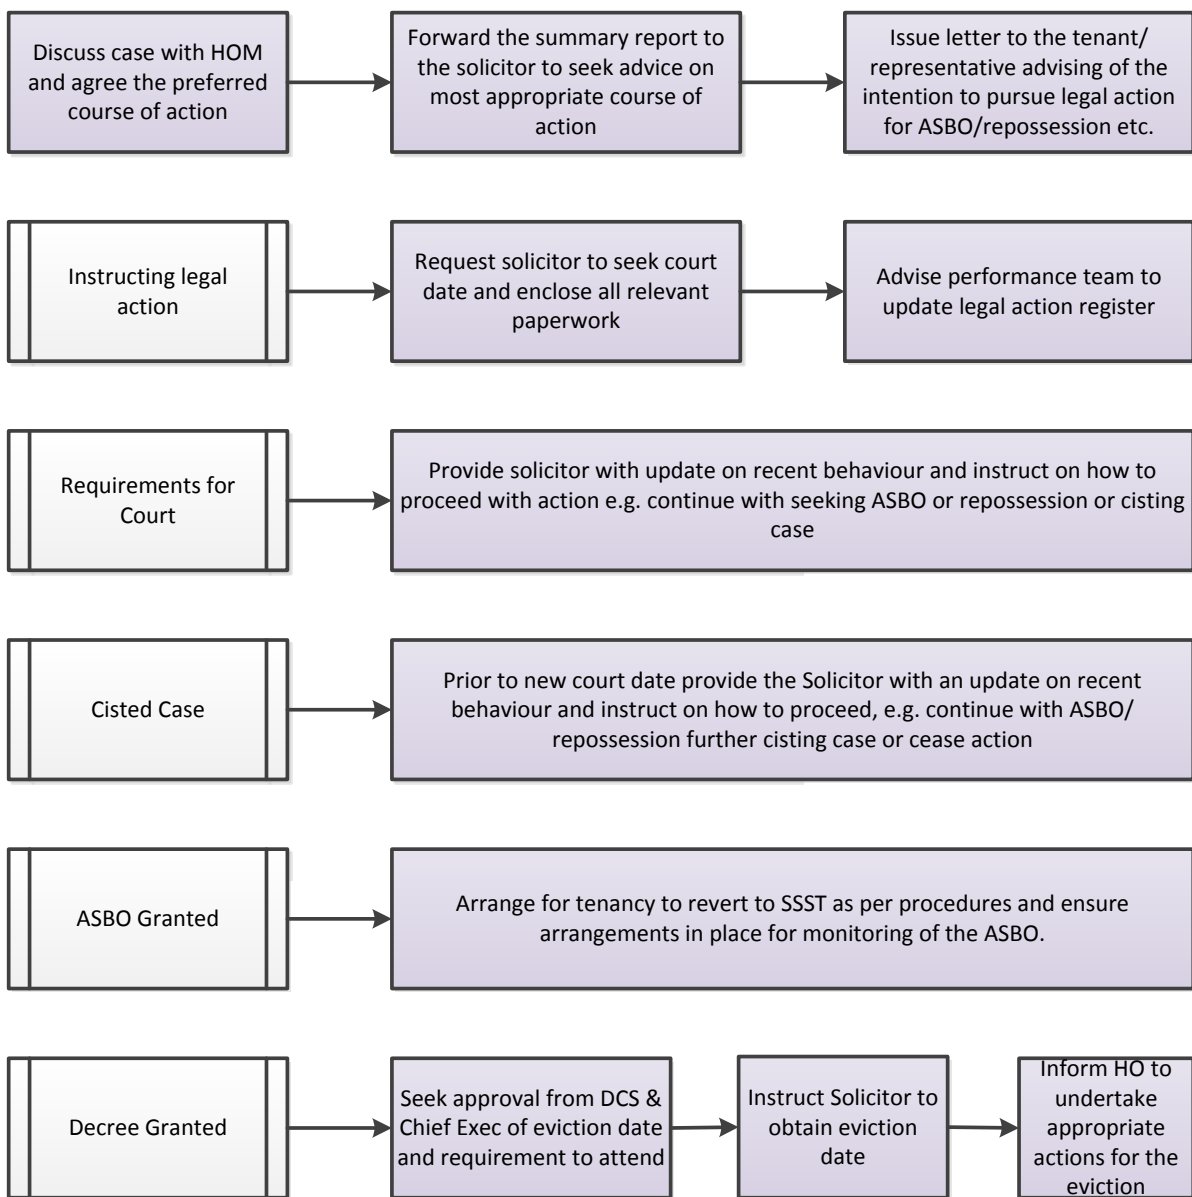 Discuss case with HOM
and agree the preferred
course of action
Forward the summary report to
the solicitor to seek advice on
most appropriate course of
action
Issue letter to the tenant/
representative advising of the
intention to pursue legal action
for ASBO/repossession etc.
Instructing legal
action
Request solicitor to seek court
date and enclose all relevant
paperwork
Advise performance team to
update legal action register
Requirements for
Court
Provide solicitor with update on recent behaviour and instruct on how to
proceed with action e.g. continue with seeking ASBO or repossession or cisting
case
Cisted Case
Prior to new court date provide the Solicitor with an update on recent
behaviour and instruct on how to proceed, e.g. continue with ASBO/
repossession further cisting case or cease action
ASBO Granted
Arrange for tenancy to revert to SSST as per procedures and ensure
arrangements in place for monitoring of the ASBO.
Decree Granted
Seek approval from DCS &
Chief Exec of eviction date
and requirement to attend
Instruct Solicitor to
obtain eviction
date
Inform HO to
undertake
appropriate
actions for the
eviction